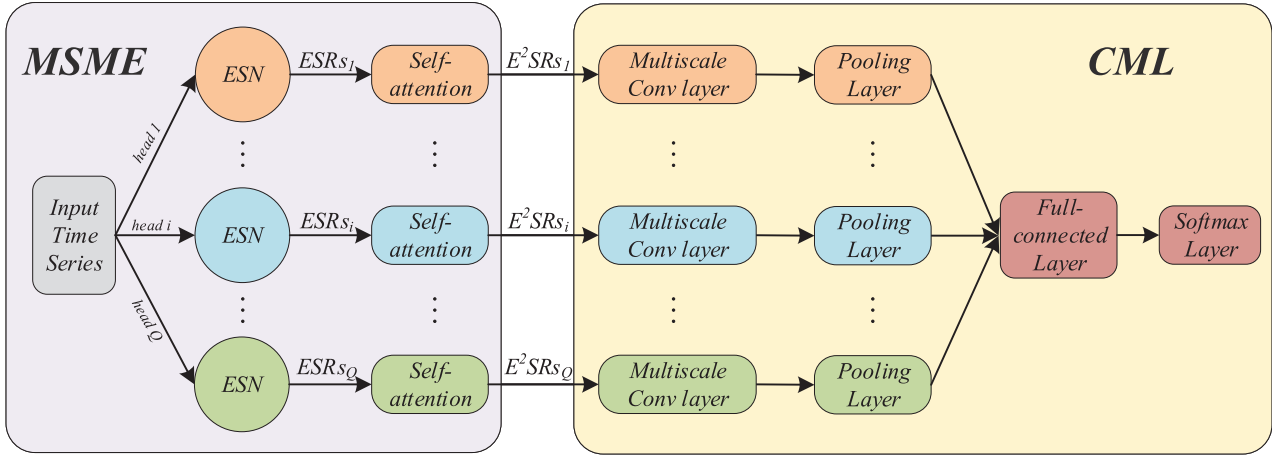 MSME
CML
Input
Time
Series
head 1
head i
head Q
ESN
ESRs₁
Self-
attention
E²SRs₁
Multiscale
Conv layer
Pooling
Layer
ESN
ESRsᵢ
Self-
attention
E²SRsᵢ
Multiscale
Conv layer
Pooling
Layer
ESN
ESRs_Q
Self-
attention
E²SRs_Q
Multiscale
Conv layer
Pooling
Layer
Full-
connected
Layer
Softmax
Layer